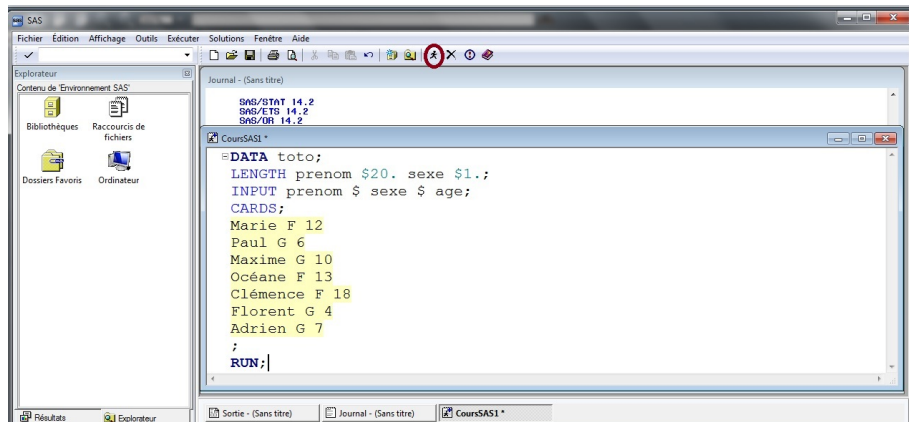 SAS
Fichier Édition Affichage Outils Exécuter Solutions Fenêtre Aide
Explorateur
Contenu de 'Environnement SAS'
Bibliothèques
Raccourcis de
fichiers
Dossiers Favoris
Ordinateur
Journal - (Sans titre)
SAS/STAT 14.2
SAS/ETS 14.2
SAS/OR 14.2
CoursSAS1 *
DATA toto;
LENGTH prenom $20. sexe $1.;
INPUT prenom $ sexe $ age;
CARDS;
Marie F 12
Paul G 6
Maxime G 10
Océane F 13
Clémence F 18
Florent G 4
Adrien G 7
;
RUN;
Résultats
Explorateur
Sortie - (Sans titre)
Journal - (Sans titre)
CoursSAS1 *